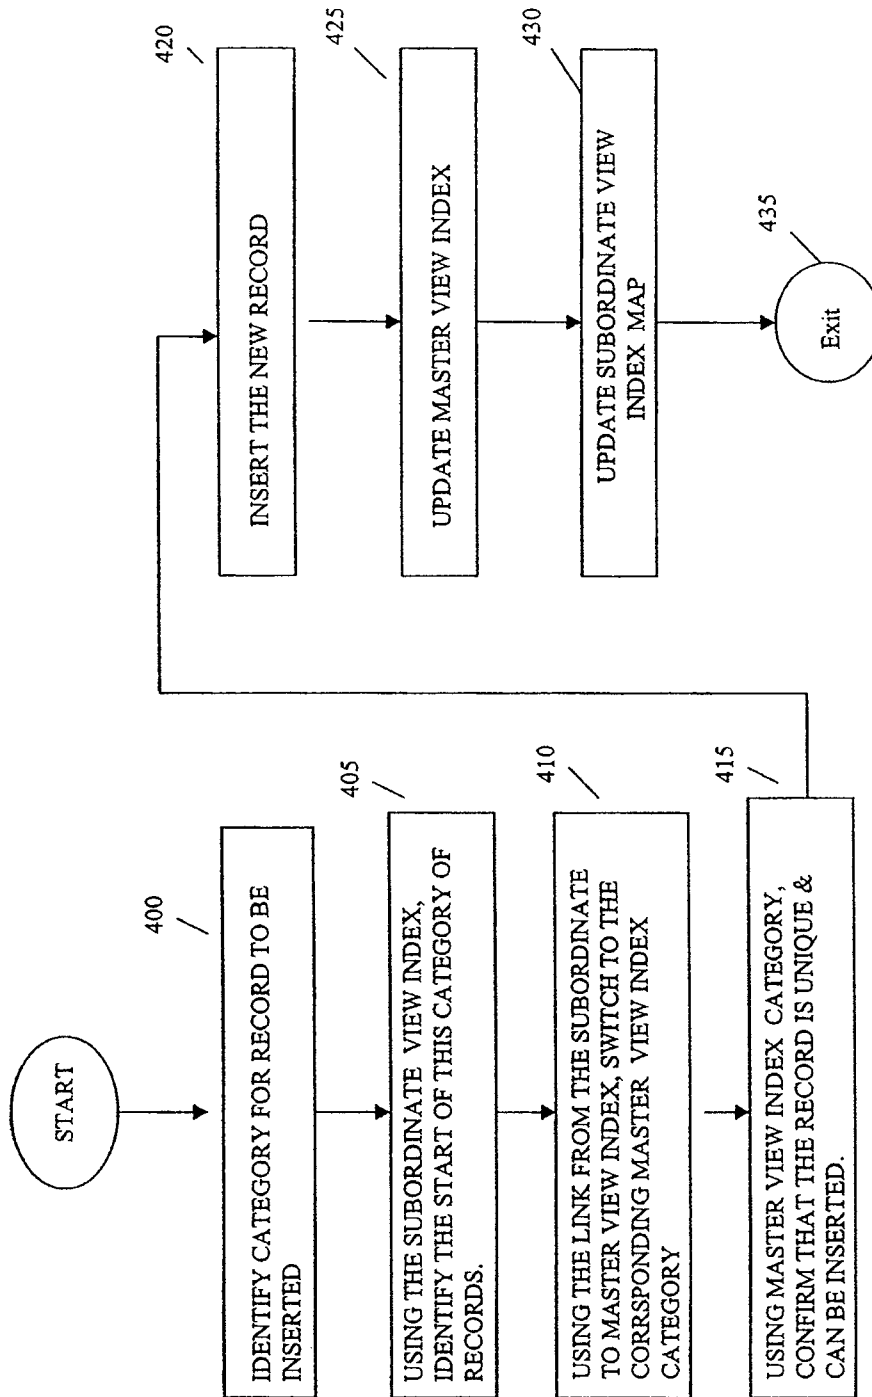 START
400
IDENTIFY CATEGORY FOR RECORD TO BE
INSERTED
405
USING THE SUBORDINATE VIEW INDEX,
IDENTIFY THE START OF THIS CATEGORY OF
RECORDS.
410
USING THE LINK FROM THE SUBORDINATE
TO MASTER VIEW INDEX, SWITCH TO THE
CORRSPONDING MASTER VIEW INDEX
CATEGORY
415
USING MASTER VIEW INDEX CATEGORY,
CONFIRM THAT THE RECORD IS UNIQUE &
CAN BE INSERTED.
420
INSERT THE NEW RECORD
425
UPDATE MASTER VIEW INDEX
430
UPDATE SUBORDINATE VIEW
INDEX MAP
435
Exit